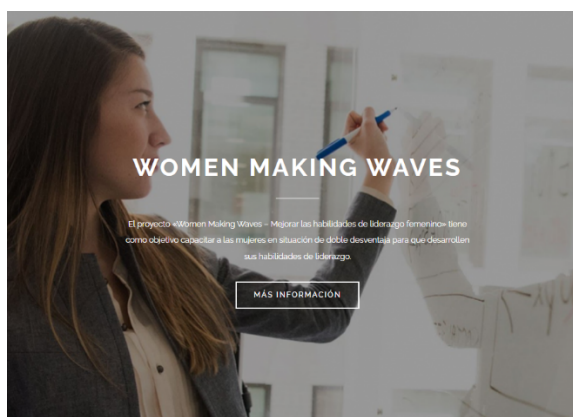 WOMEN MAKING WAVES
El proyecto «Women Making Waves – Mejorar las habilidades de liderazgo femenino» tiene
como objetivo capacitar a las mujeres en situación de doble desventaja para que desarrollen
sus habilidades de liderazgo.
MÁS INFORMACIÓN